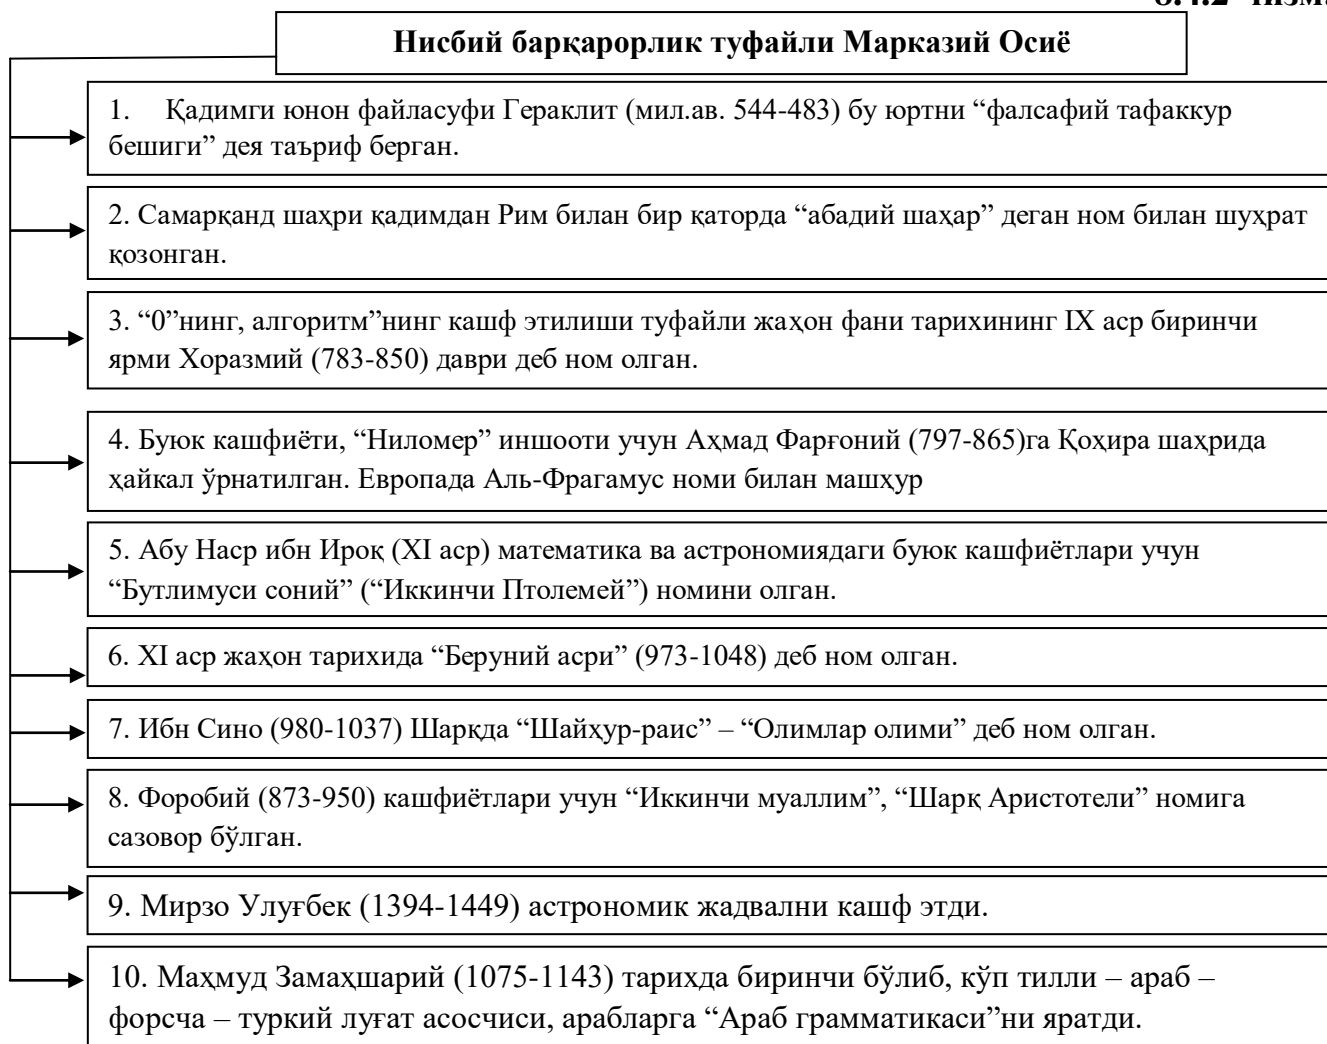 Нисбий барқарорлик туфайли Марказий Осиё
1. Қадимги юнон файласуфи Гераклит (мил.ав. 544-483) бу юртни “фалсафий тафаккур
бешиги” дея таъриф берган.
2. Самарқанд шаҳри қадимдан Рим билан бир қаторда “абадий шаҳар” деган ном билан шуҳрат
қозонган.
3. “0”нинг, алгоритм”нинг кашф этилиши туфайли жаҳон фани тарихининг IX аср биринчи
ярми Хоразмий (783-850) даври деб ном олган.
4. Буюк кашфиёти, “Ниломер” иншооти учун Аҳмад Фарғоний (797-865)га Қоҳира шаҳрида
ҳайкал ўрнатилган. Европада Аль-Фрагамус номи билан машҳур
5. Абу Наср ибн Ироқ (XI аср) математика ва астрономиядаги буюк кашфиётлари учун
“Бутлимуси соний” (“Иккинчи Птолемей”) номини олган.
6. XI аср жаҳон тарихида “Беруний асри” (973-1048) деб ном олган.
7. Ибн Сино (980-1037) Шарқда “Шайҳур-раис” – “Олимлар олими” деб ном олган.
8. Форобий (873-950) кашфиётлари учун “Иккинчи муаллим”, “Шарқ Аристотели” номига
сазовор бўлган.
9. Мирзо Улуғбек (1394-1449) астрономик жадвални кашф этди.
10. Маҳмуд Замаҳшарий (1075-1143) тарихда биринчи бўлиб, кўп тилли – араб –
форсча – туркий луғат асосчиси, арабларга “Араб грамматикаси”ни яратди.